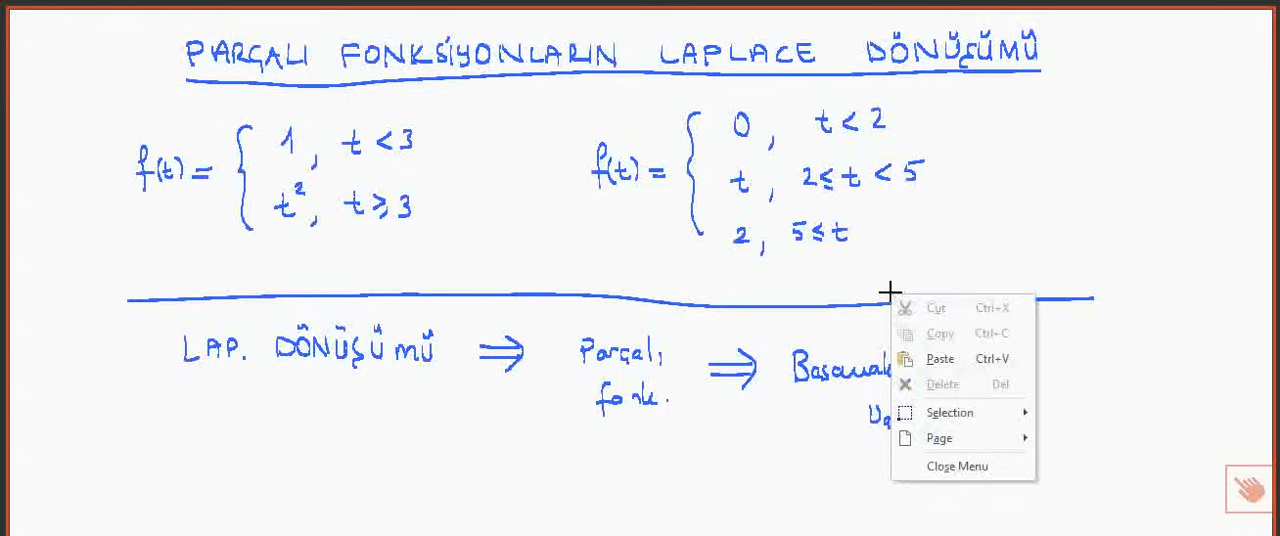 PARÇALI FONKSİYONLARIN LAPLACE DÖNÜŞÜMÜ
f(t) = { 1, t < 3
t², t ≥ 3
f(t) = { 0, t < 2
t, 2 ≤ t < 5
2, 5 ≤ t
LAP. DÖNÜŞÜMÜ ⇒ Parçalı ⇒ Basamak
fonk.
Cut Ctrl+X
Copy Ctrl+C
Paste Ctrl+V
Delete Del
Selection
Page
Close Menu